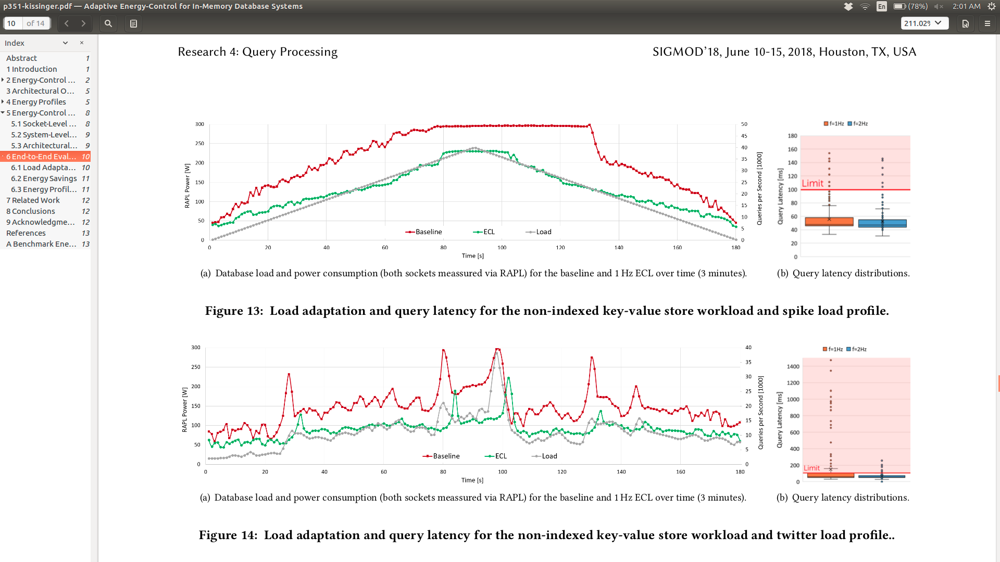 p351-kissinger.pdf — Adaptive Energy-Control for In-Memory Database Systems
En
(78%)
2:01 AM
10 of 14
211.02%
Index
Abstract 1
1 Introduction 1
2 Energy-Control ... 2
3 Architectural O... 5
4 Energy Profiles 5
5 Energy-Control ... 8
5.1 Socket-Level ... 8
5.2 System-Level... 9
5.3 Architectural... 9
6 End-to-End Eval... 10
6.1 Load Adapta... 10
6.2 Energy Savings 11
6.3 Energy Profil... 11
7 Related Work 12
8 Conclusions 12
9 Acknowledgme... 12
References 13
A Benchmark Ene... 13
Research 4: Query Processing
SIGMOD’18, June 10-15, 2018, Houston, TX, USA
300
250
200
150
100
50
0
RAPL Power [W]
0 20 40 60 80 100 120 140 160 180
Time [s]
Baseline ECL Load
50
45
40
35
30
25
20
15
10
5
0
Queries per Second [1000]
f=1Hz f=2Hz
180
160
140
120
100
80
60
40
20
0
Query Latency [ms]
Limit
(a) Database load and power consumption (both sockets meassured via RAPL) for the baseline and 1 Hz ECL over time (3 minutes).
(b) Query latency distributions.
Figure 13: Load adaptation and query latency for the non-indexed key-value store workload and spike load profile.
300
250
200
150
100
50
0
RAPL Power [W]
0 20 40 60 80 100 120 140 160 180
Time [s]
Baseline ECL Load
40
35
30
25
20
15
10
5
0
Queries per Second [1000]
f=1Hz f=2Hz
1400
1200
1000
800
600
400
200
0
Query Latency [ms]
Limit
(a) Database load and power consumption (both sockets meassured via RAPL) for the baseline and 1 Hz ECL over time (3 minutes).
(b) Query latency distributions.
Figure 14: Load adaptation and query latency for the non-indexed key-value store workload and twitter load profile..